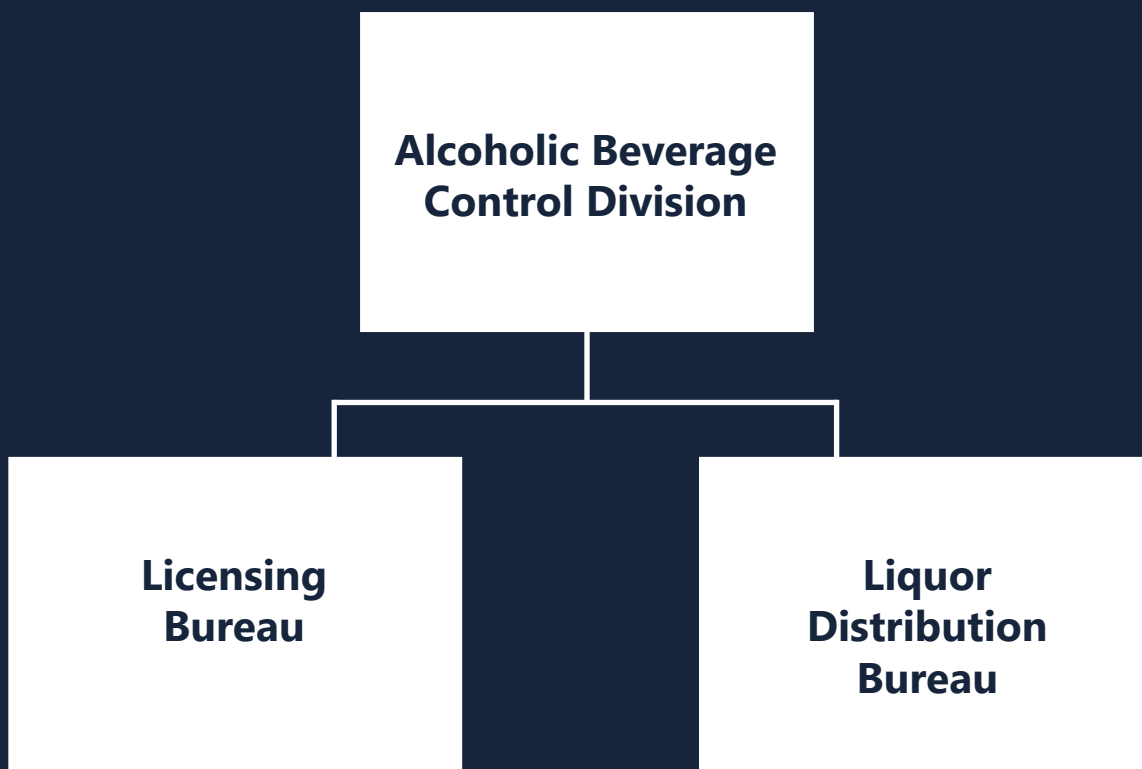 Alcoholic Beverage
Control Division
Licensing
Bureau
Liquor
Distribution
Bureau